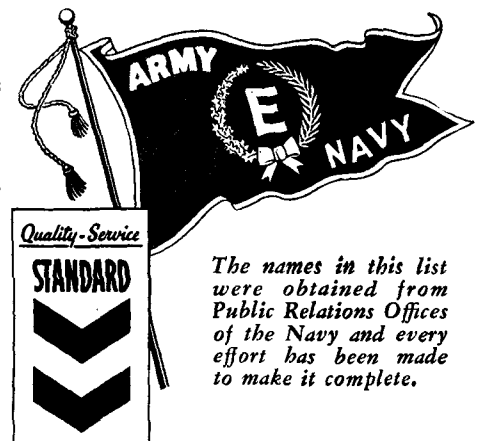 ARMY
E
NAVY
Quality-Service
STANDARD
The names in this list
were obtained from
Public Relations Offices
of the Navy and every
effort has been made
to make it complete.